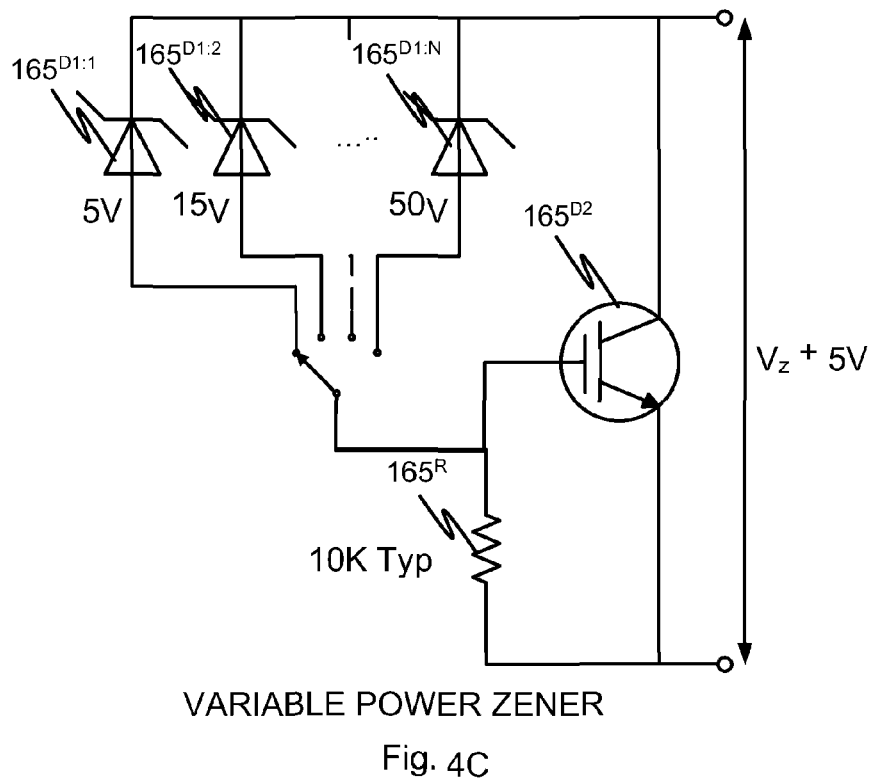 165D1:1
165D1:2
165D1:N
.....
5V
15V
50V
165D2
Vz + 5V
165R
10K Typ
VARIABLE POWER ZENER
Fig. 4C